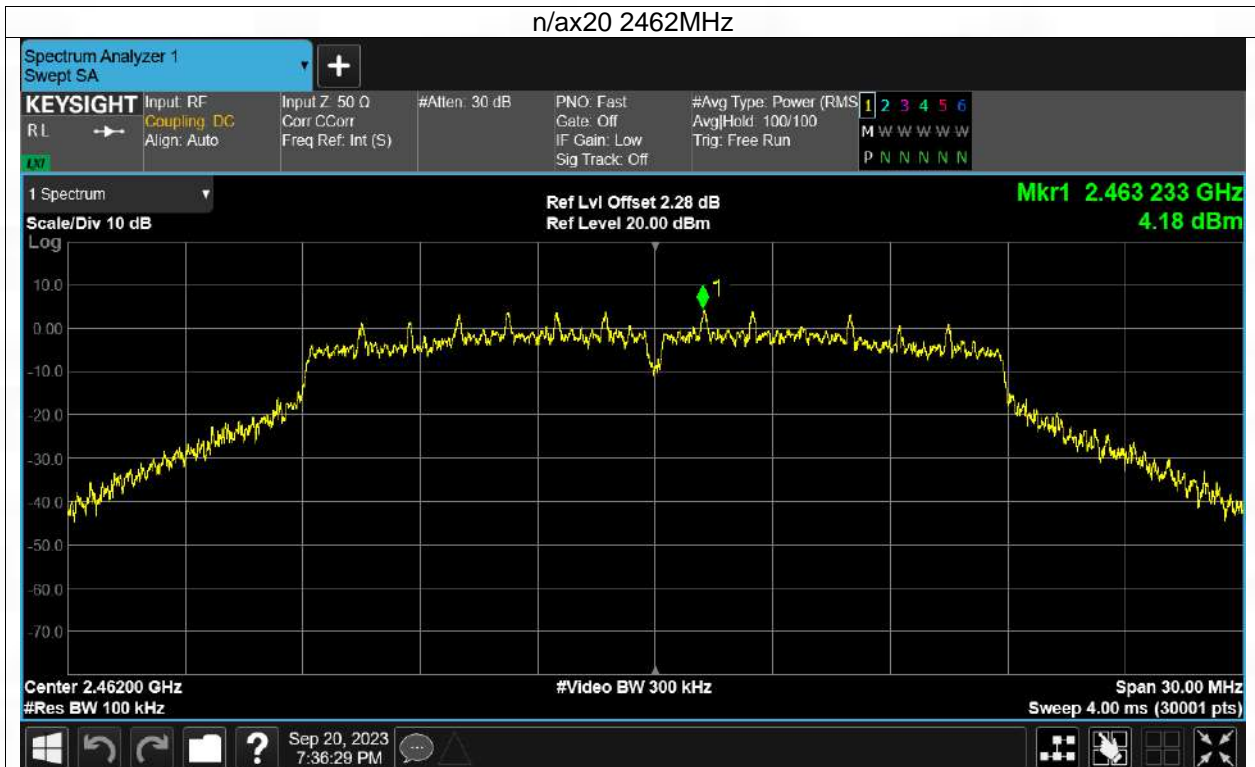 n/ax20 2462MHz
Spectrum Analyzer 1
Swept SA
+
KEYSIGHT
RL
LXI
Input: RF
Coupling: DC
Align: Auto
Input Z: 50 Ω
Corr CCorr
Freq Ref: Int (S)
#Atten: 30 dB
PNO: Fast
Gate: Off
IF Gain: Low
Sig Track: Off
#Avg Type: Power (RMS
Avg|Hold: 100/100
Trig: Free Run
1 2 3 4 5 6
M W W W W W
P N N N N N
1 Spectrum
Scale/Div 10 dB
Ref Lvl Offset 2.28 dB
Ref Level 20.00 dBm
Mkr1 2.463 233 GHz
4.18 dBm
Log
1
10.0
0.00
-10.0
-20.0
-30.0
-40.0
-50.0
-60.0
-70.0
Center 2.46200 GHz
#Res BW 100 kHz
#Video BW 300 kHz
Span 30.00 MHz
Sweep 4.00 ms (30001 pts)
?
Sep 20, 2023
7:36:29 PM